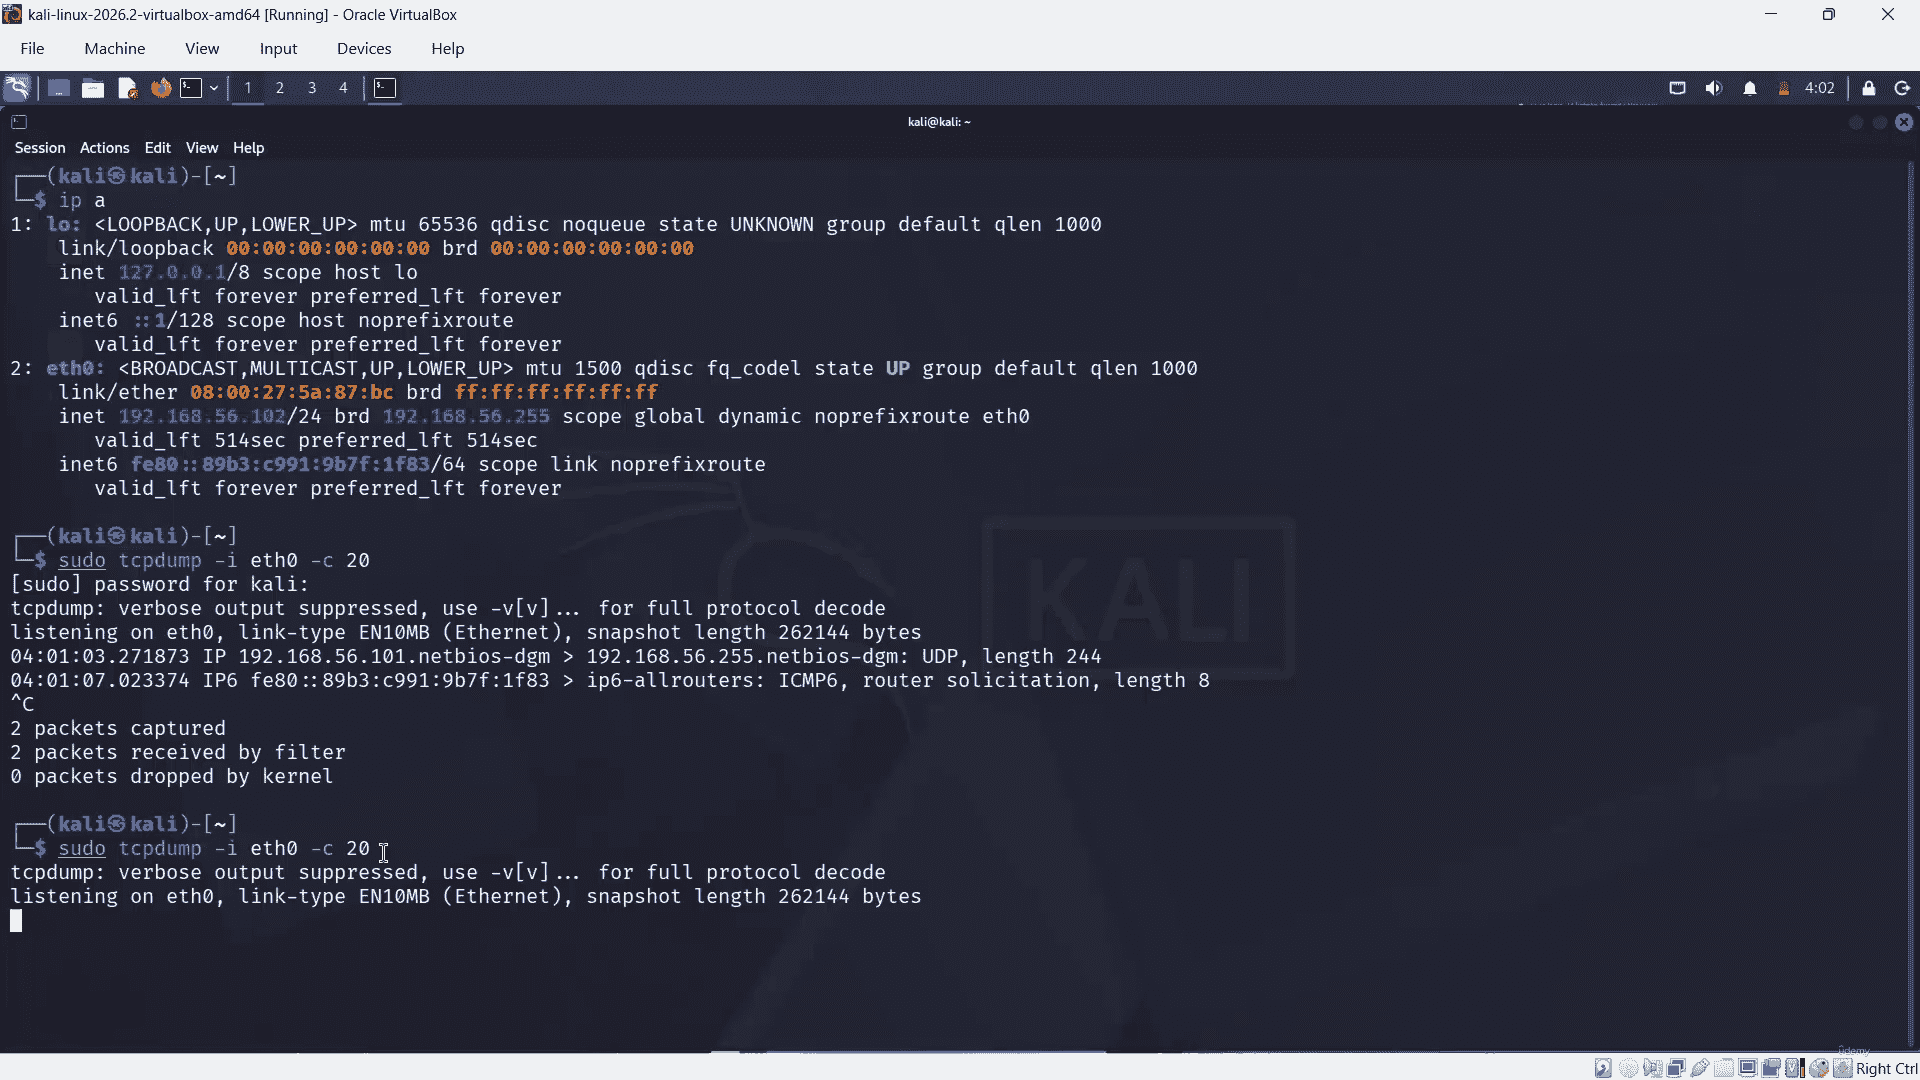 kali-linux-2026.2-virtualbox-amd64 [Running] - Oracle VirtualBox
File Machine View Input Devices Help
1 2 3 4 4:02
kali@kali: ~
Session Actions Edit View Help
┌──(kali㉿kali)-[~]
└─$ ip a
1: lo: <LOOPBACK,UP,LOWER_UP> mtu 65536 qdisc noqueue state UNKNOWN group default qlen 1000
    link/loopback 00:00:00:00:00:00 brd 00:00:00:00:00:00
    inet 127.0.0.1/8 scope host lo
       valid_lft forever preferred_lft forever
    inet6 ::1/128 scope host noprefixroute
       valid_lft forever preferred_lft forever
2: eth0: <BROADCAST,MULTICAST,UP,LOWER_UP> mtu 1500 qdisc fq_codel state UP group default qlen 1000
    link/ether 08:00:27:5a:87:bc brd ff:ff:ff:ff:ff:ff
    inet 192.168.56.102/24 brd 192.168.56.255 scope global dynamic noprefixroute eth0
       valid_lft 514sec preferred_lft 514sec
    inet6 fe80::89b3:c991:9b7f:1f83/64 scope link noprefixroute
       valid_lft forever preferred_lft forever
┌──(kali㉿kali)-[~]
└─$ sudo tcpdump -i eth0 -c 20
[sudo] password for kali:
tcpdump: verbose output suppressed, use -v[v]... for full protocol decode
listening on eth0, link-type EN10MB (Ethernet), snapshot length 262144 bytes
04:01:03.271873 IP 192.168.56.101.netbios-dgm > 192.168.56.255.netbios-dgm: UDP, length 244
04:01:07.023374 IP6 fe80::89b3:c991:9b7f:1f83 > ip6-allrouters: ICMP6, router solicitation, length 8
^C
2 packets captured
2 packets received by filter
0 packets dropped by kernel
┌──(kali㉿kali)-[~]
└─$ sudo tcpdump -i eth0 -c 20
tcpdump: verbose output suppressed, use -v[v]... for full protocol decode
listening on eth0, link-type EN10MB (Ethernet), snapshot length 262144 bytes
KALI
Udemy
Right Ctrl